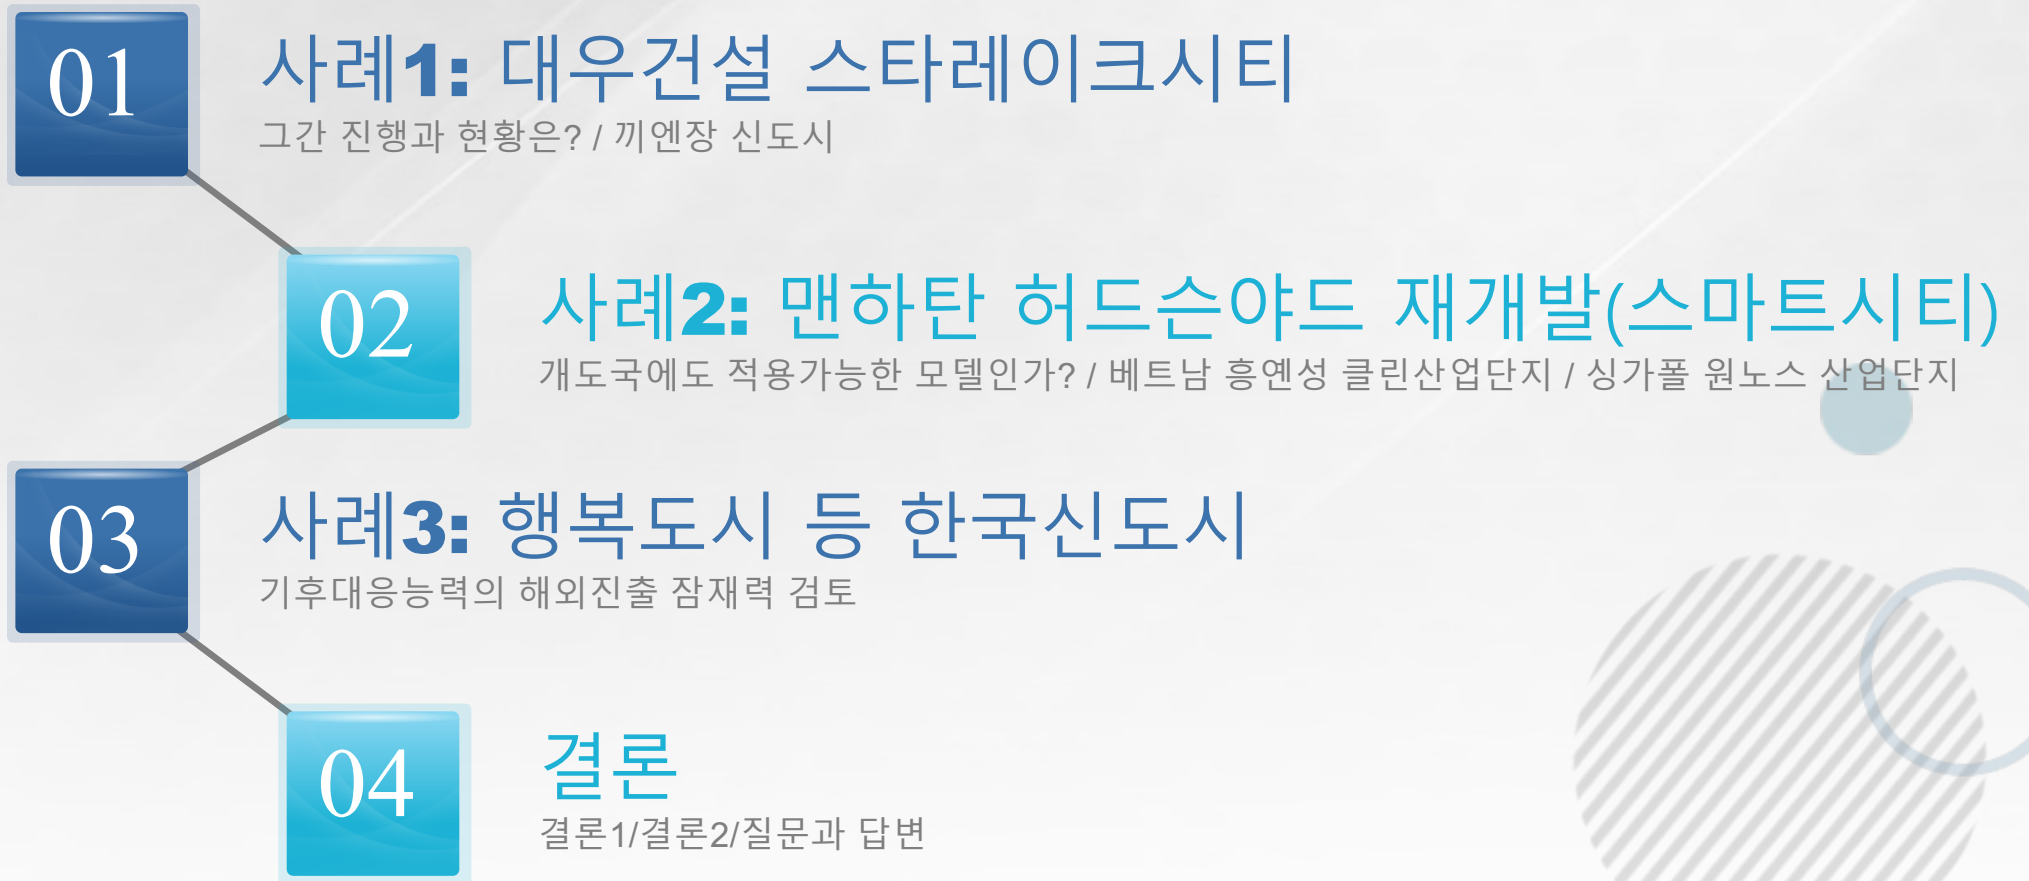 01
사례1: 대우건설 스타레이크시티
그간 진행과 현황은? / 끼엔장 신도시
02
사례2: 맨하탄 허드슨야드 재개발(스마트시티)
개도국에도 적용가능한 모델인가? / 베트남 흥옌성 클린산업단지 / 싱가폴 원노스 산업단지
03
사례3: 행복도시 등 한국신도시
기후대응능력의 해외진출 잠재력 검토
04
결론
결론1/결론2/질문과 답변